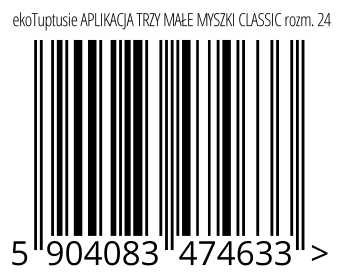 ekoTuptusie APLIKACJA TRZY MAŁE MYSZKI CLASSIC rozm. 24
5 904083 474633 >